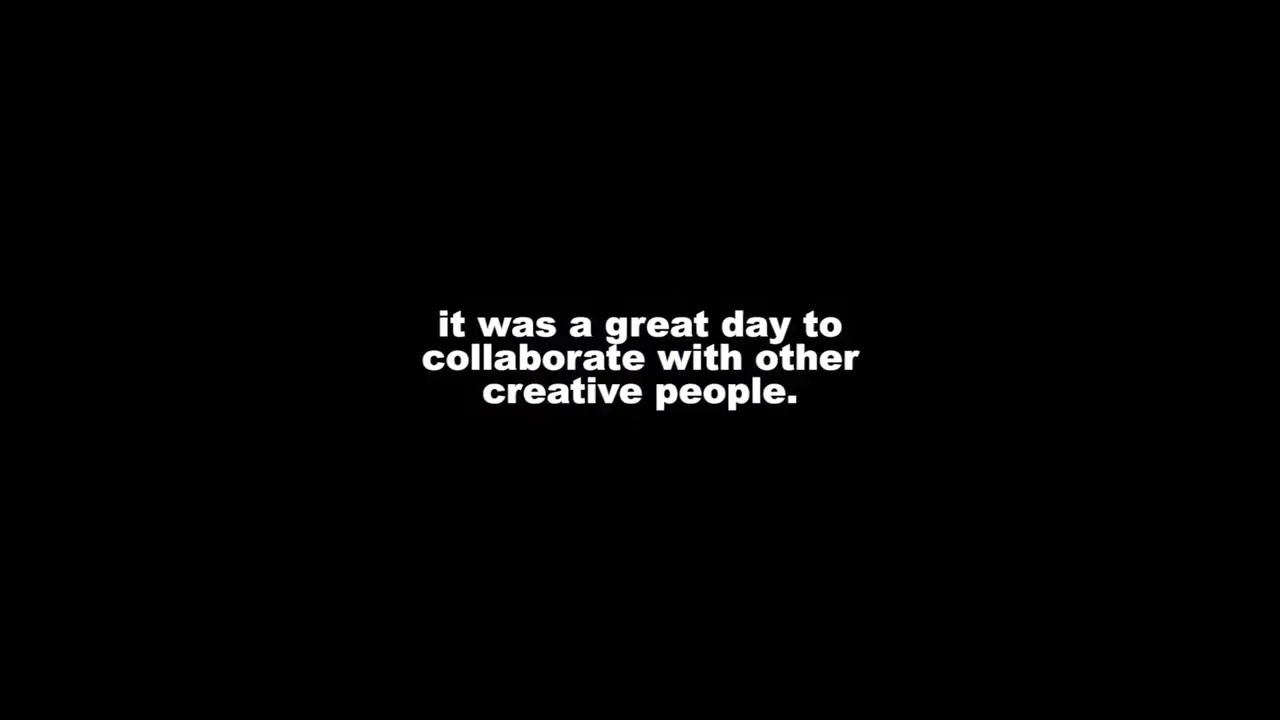 it was a great day to
collaborate with other
creative people.